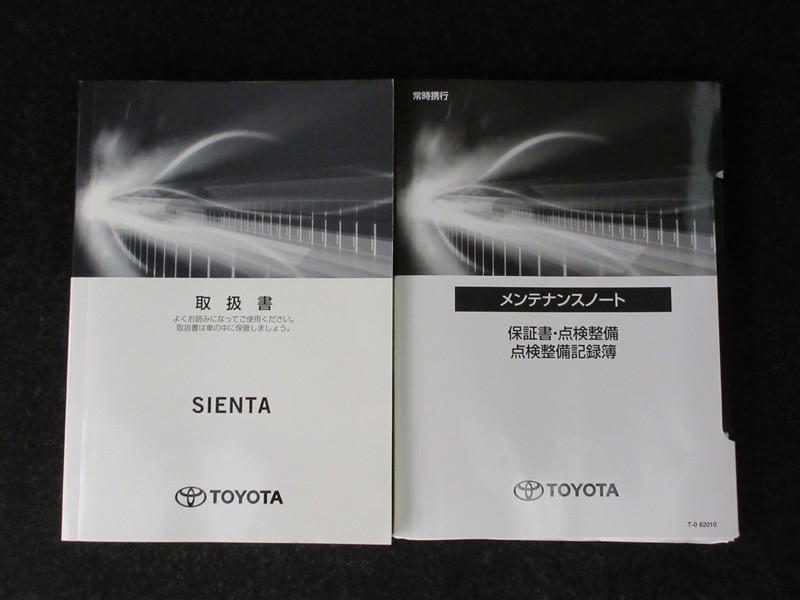 取扱書
よくお読みになってご使用ください。
取扱書は車の中に保管しましょう。
SIENTA
TOYOTA
常時携行
メンテナンスノート
保証書・点検整備
点検整備記録簿
TOYOTA
T-0 62010